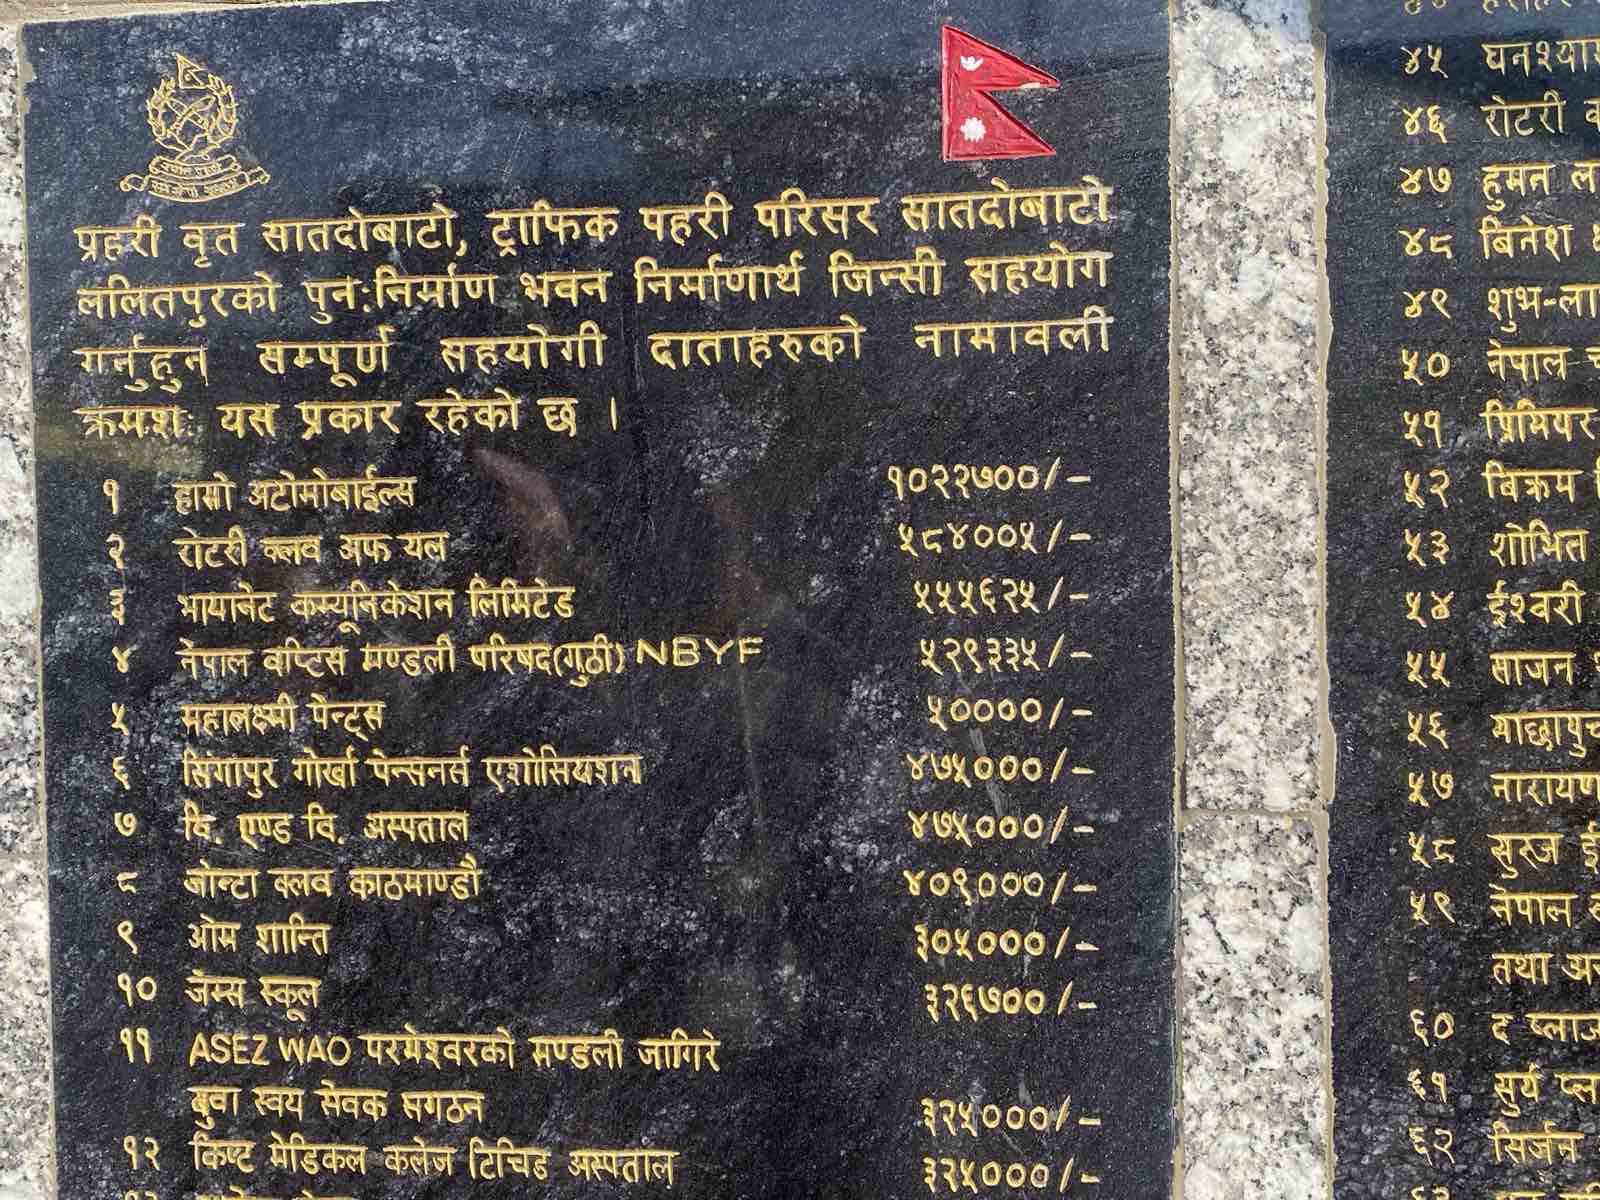 प्रहरी वृत सातदोबाटो, ट्राफिक पहरी परिसर सातदोबाटो
ललितपुरको पुनःनिर्माण भवन निर्माणार्थ जिन्सी सहयोग
गर्नुहुन सम्पूर्ण सहयोगी दाताहरुको नामावली
क्रमशः यस प्रकार रहेको छ ।
१ हाम्रो अटोमोबाईल्स १०२२७००/-
२ रोटरी क्लव अफ यल ५८४००५/-
३ भायानेट कम्यूनिकेशन लिमिटेड ५५५६२५/-
४ नेपाल वप्टिस मण्डली परिषद(गुठी) NBYF ५२९३३५/-
५ महालक्ष्मी पेन्ट्स ५००००/-
६ सिंगापुर गोर्खा पेन्सनर्स एशोसियशन ४७५०००/-
७ वि. एण्ड वि. अस्पताल ४७५०००/-
८ जोन्टा क्लव काठमाण्डौ ४०९०००/-
९ ओम शान्ति ३०५०००/-
१० जेम्स स्कूल ३२६७००/-
११ ASEZ WAO परमेश्वरको मण्डली जागिरे
युवा स्वय सेवक सगठन ३२५०००/-
१२ किष्ट मेडिकल कलेज टिचिङ अस्पताल ३२५०००/-
४५
४६ रोटरी
४७ हुमन
४८ बिनेश
४९ शुभ-ला
५० नेपाल
५१ प्रिमियर
५२ विक्रम
५३ शोभित
५४ ईश्वरी
५५ साजन
५६
५७ नारायण
५८ सुरज
५९ नेपाल
तथा
६० द प्लाज
६१ सुर्य
६२ सिर्जन